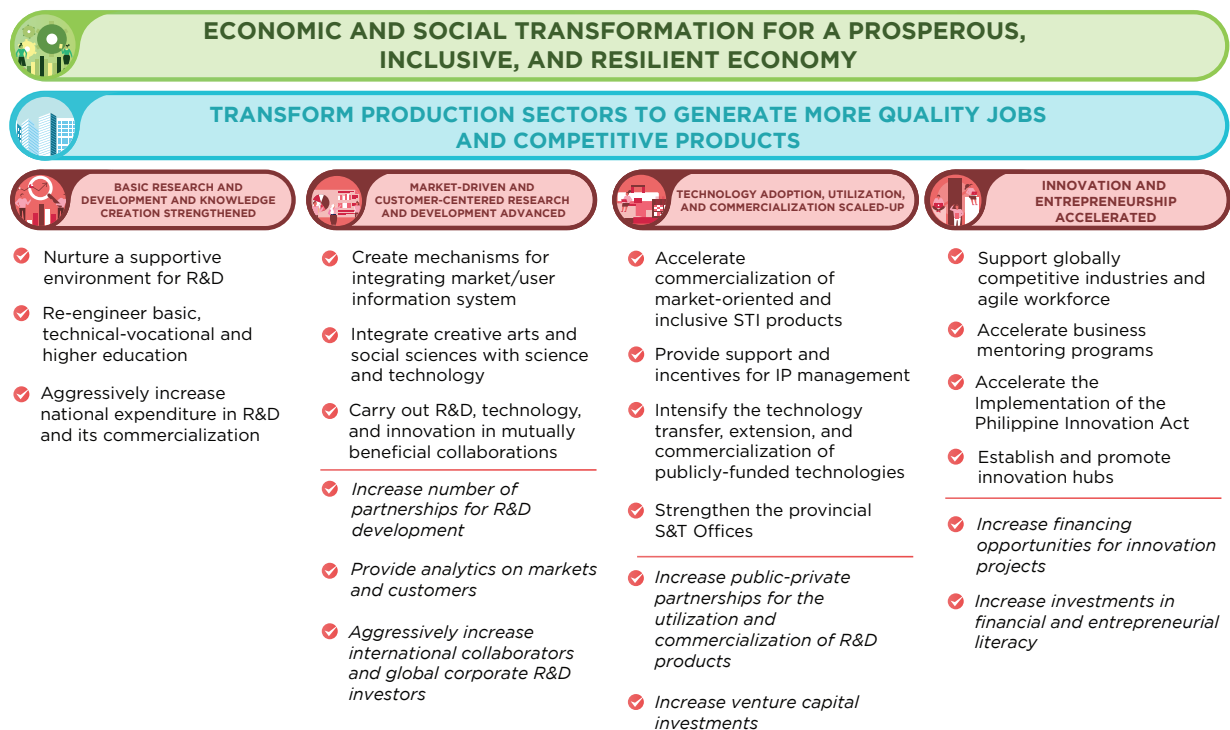 ECONOMIC AND SOCIAL TRANSFORMATION FOR A PROSPEROUS,
INCLUSIVE, AND RESILIENT ECONOMY
TRANSFORM PRODUCTION SECTORS TO GENERATE MORE QUALITY JOBS
AND COMPETITIVE PRODUCTS
BASIC RESEARCH AND
DEVELOPMENT AND KNOWLEDGE
CREATION STRENGTHENED
Nurture a supportive
environment for R&D
Re-engineer basic,
technical-vocational and
higher education
Aggressively increase
national expenditure in R&D
and its commercialization
MARKET-DRIVEN AND
CUSTOMER-CENTERED RESEARCH
AND DEVELOPMENT ADVANCED
Create mechanisms for
integrating market/user
information system
Integrate creative arts and
social sciences with science
and technology
Carry out R&D, technology,
and innovation in mutually
beneficial collaborations
Increase number of
partnerships for R&D
development
Provide analytics on markets
and customers
Aggressively increase
international collaborators
and global corporate R&D
investors
TECHNOLOGY ADOPTION, UTILIZATION,
AND COMMERCIALIZATION SCALED-UP
Accelerate
commercialization of
market-oriented and
inclusive STI products
Provide support and
incentives for IP management
Intensify the technology
transfer, extension, and
commercialization of
publicly-funded technologies
Strengthen the provincial
S&T Offices
Increase public-private
partnerships for the
utilization and
commercialization of R&D
products
Increase venture capital
investments
INNOVATION AND
ENTREPRENEURSHIP
ACCELERATED
Support globally
competitive industries and
agile workforce
Accelerate business
mentoring programs
Accelerate the
Implementation of the
Philippine Innovation Act
Establish and promote
innovation hubs
Increase financing
opportunities for innovation
projects
Increase investments in
financial and entrepreneurial
literacy